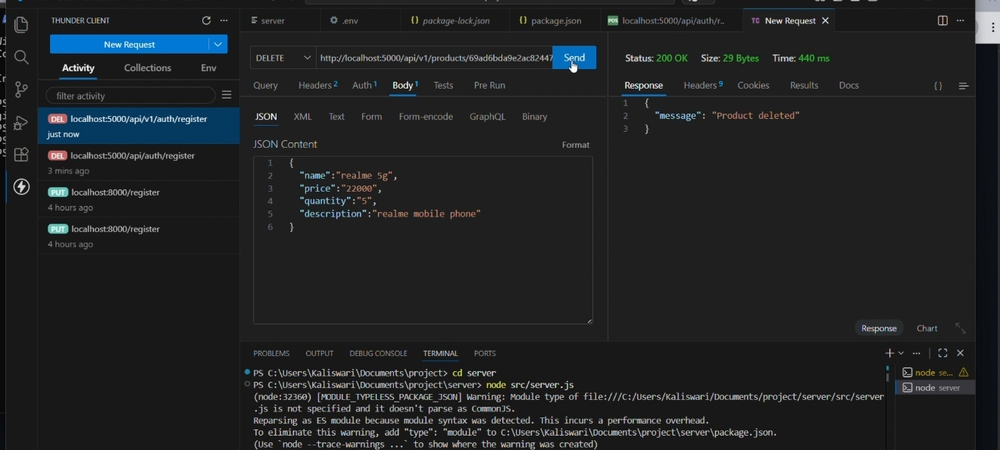 THUNDER CLIENT
New Request
Activity
Collections
Env
filter activity
DEL localhost:5000/api/v1/auth/register
just now
DEL localhost:5000/api/auth/register
3 mins ago
PUT localhost:8000/register
4 hours ago
PUT localhost:8000/register
4 hours ago
server
.env
{} package-lock.json
{} package.json
POS localhost:5000/api/auth/r..
TC New Request
DELETE
http://localhost:5000/api/v1/products/69ad6bda9e2ac82447
Send
Query
Headers 2
Auth 1
Body 1
Tests
Pre Run
JSON
XML
Text
Form
Form-encode
GraphQL
Binary
JSON Content
Format
1 {
2 "name":"realme 5g",
3 "price":"22000",
4 "quantity":"5",
5 "description":"realme mobile phone"
6 }
Status: 200 OK
Size: 29 Bytes
Time: 440 ms
Response
Headers 9
Cookies
Results
Docs
{}
1 {
2 "message": "Product deleted"
3 }
Response
Chart
PROBLEMS
OUTPUT
DEBUG CONSOLE
TERMINAL
PORTS
PS C:\Users\Kaliswari\Documents\project> cd server
PS C:\Users\Kaliswari\Documents\project\server> node src/server.js
(node:32360) [MODULE_TYPELESS_PACKAGE_JSON] Warning: Module type of file:///C:/Users/Kaliswari/Documents/project/server/src/server
.js is not specified and it doesn't parse as CommonJS.
Reparsing as ES module because module syntax was detected. This incurs a performance overhead.
To eliminate this warning, add "type": "module" to C:\Users\Kaliswari\Documents\project\server\package.json.
(Use `node --trace-warnings ...` to show where the warning was created)
node se...
node server